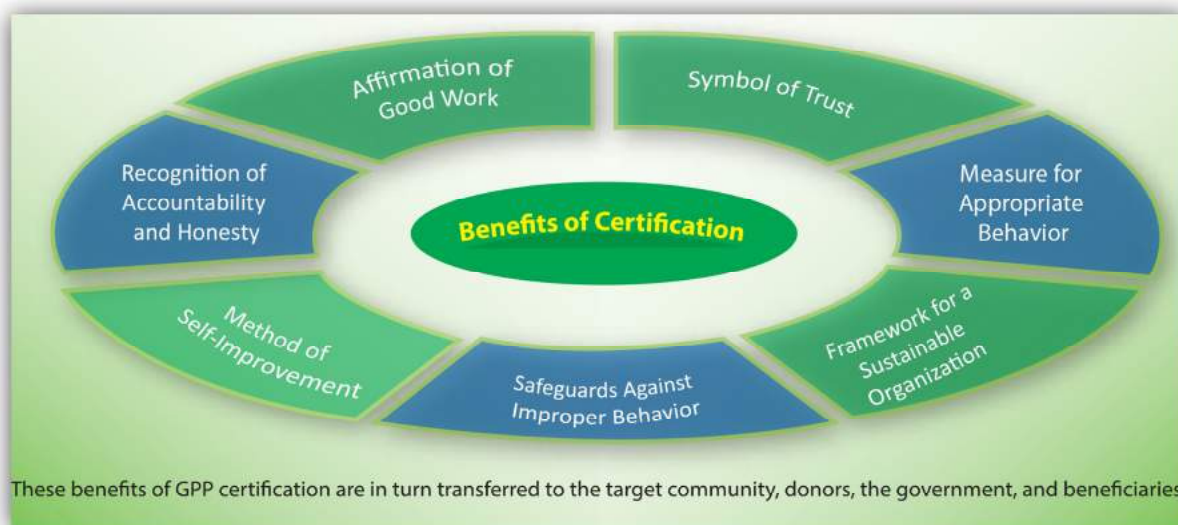 Affirmation of
Good Work
Symbol of Trust
Recognition of
Accountability
and Honesty
Measure for
Appropriate
Behavior
Benefits of Certification
Method of
Self-Improvement
Safeguards Against
Improper Behavior
Framework for a
Sustainable
Organization
These benefits of GPP certification are in turn transferred to the target community, donors, the government, and beneficiaries